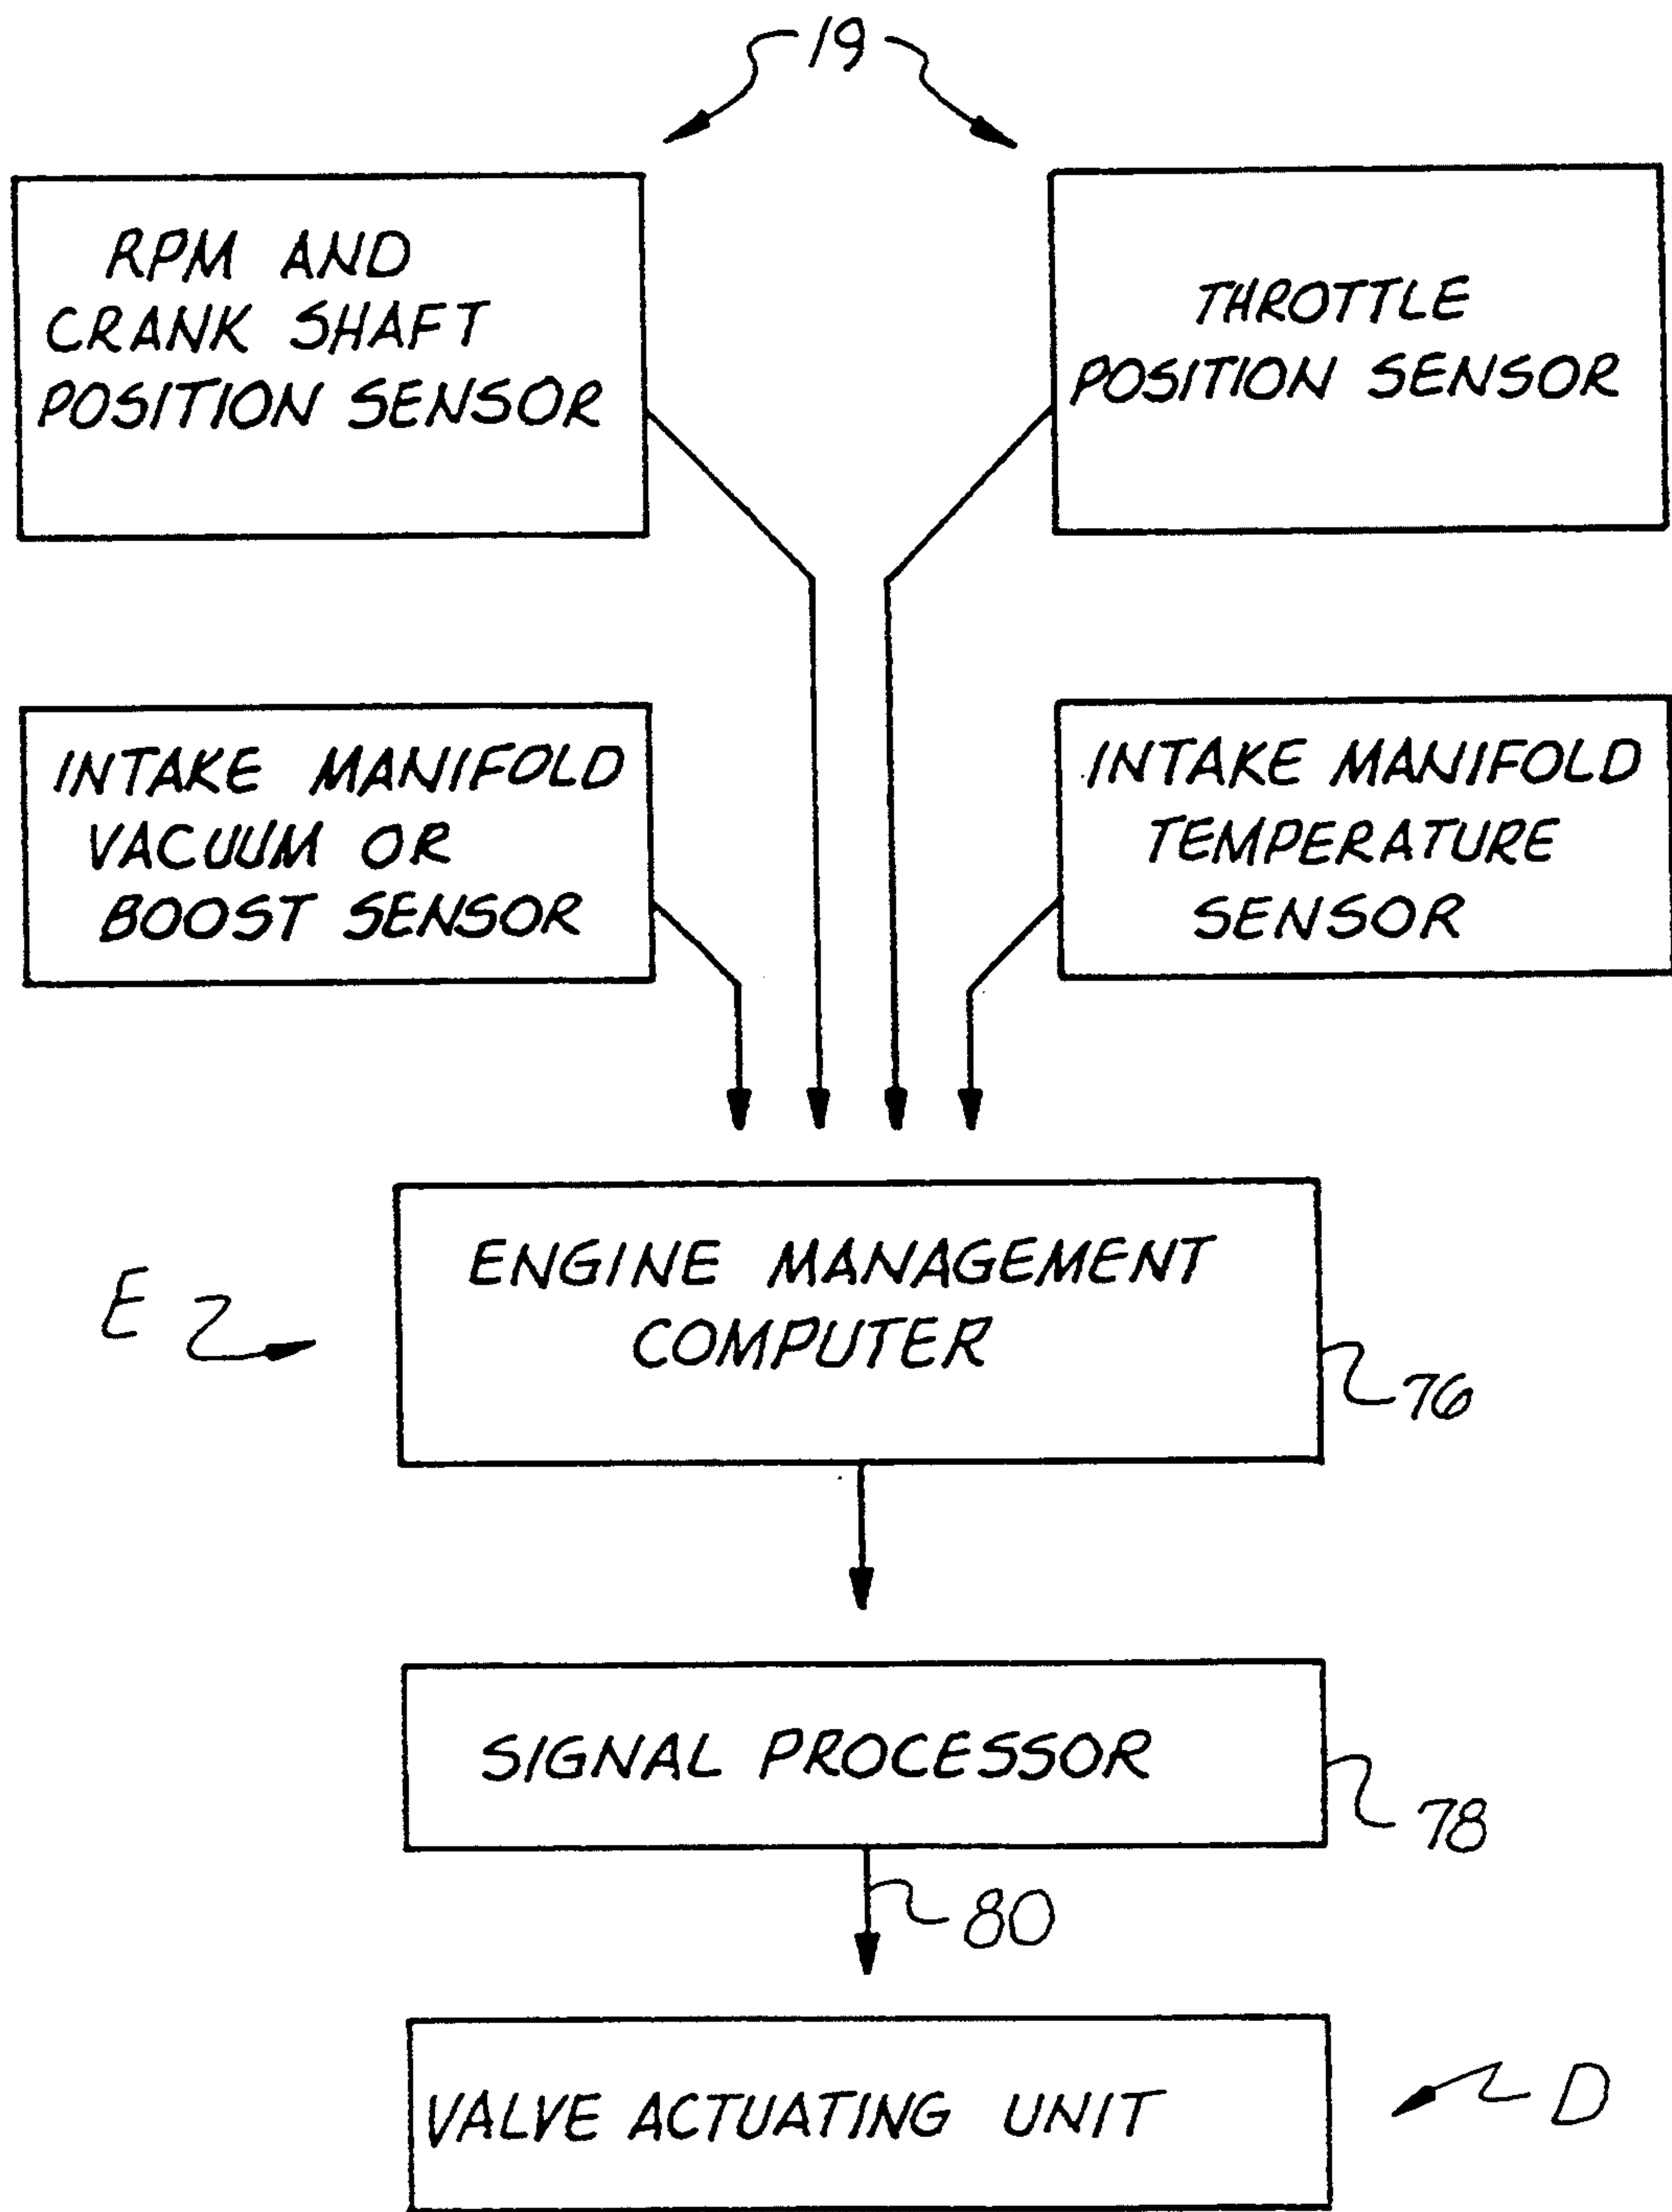 19
RPM AND
CRANK SHAFT
POSITION SENSOR
THROTTLE
POSITION SENSOR
INTAKE MANIFOLD
VACUUM OR
BOOST SENSOR
INTAKE MANIFOLD
TEMPERATURE
SENSOR
E
ENGINE MANAGEMENT
COMPUTER
76
SIGNAL PROCESSOR
78
80
VALVE ACTUATING UNIT
D